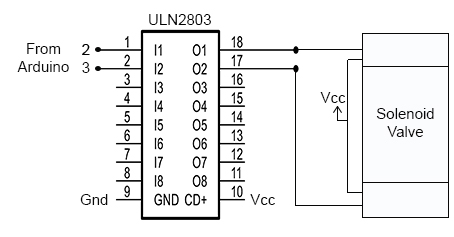 ULN2803
From Arduino
2
3
1 I1 O1 18
2 I2 O2 17
3 I3 O3 16
4 I4 O4 15
5 I5 O5 14
6 I6 O6 13
7 I7 O7 12
8 I8 O8 11
Gnd 9 GND CD+ 10 Vcc
Vcc
Solenoid
Valve